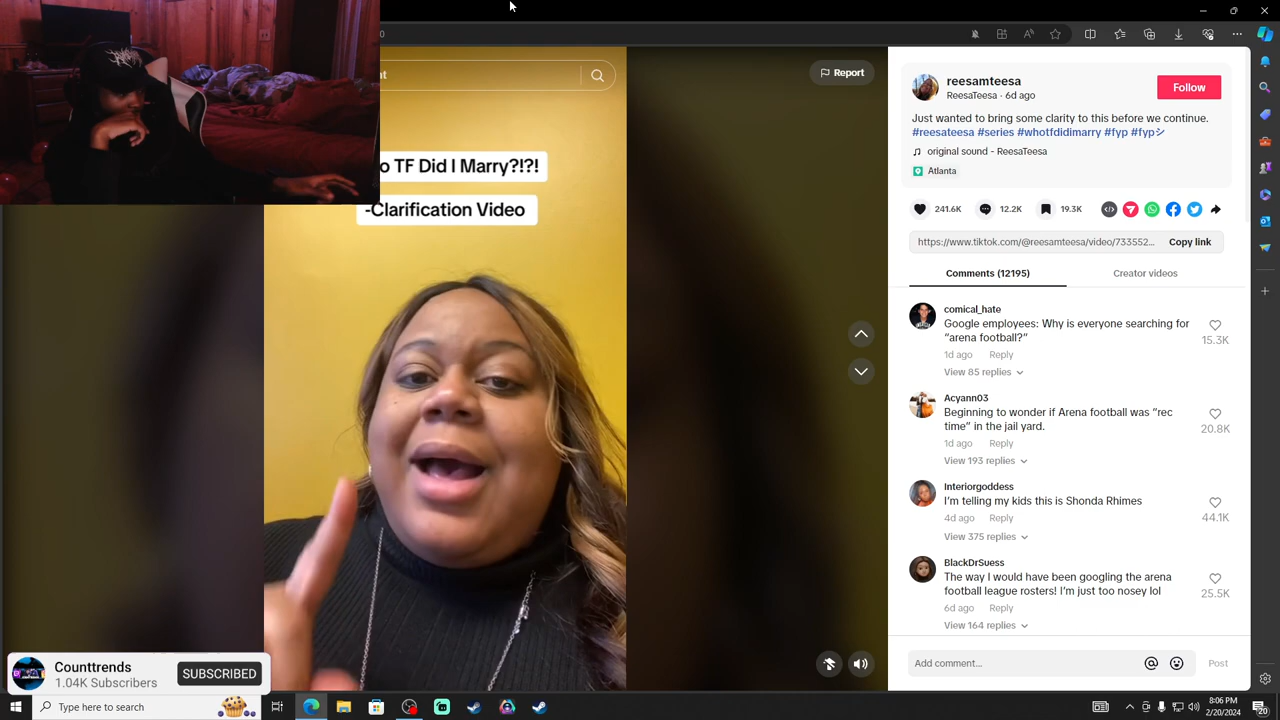 nt
Report
o TF Did I Marry?!?!
-Clarification Video
reesamteesa
ReesaTeesa · 6d ago
Follow
Just wanted to bring some clarity to this before we continue.
#reesateesa #series #whotfdidimarry #fyp #fypシ
original sound - ReesaTeesa
Atlanta
241.6K
12.2K
19.3K
https://www.tiktok.com/@reesamteesa/video/733552...
Copy link
Comments (12195)
Creator videos
comical_hate
Google employees: Why is everyone searching for
“arena football?”
15.3K
1d ago Reply
View 85 replies
Acyann03
Beginning to wonder if Arena football was “rec
time” in the jail yard.
20.8K
1d ago Reply
View 193 replies
Interiorgoddess
I’m telling my kids this is Shonda Rhimes
44.1K
4d ago Reply
View 375 replies
BlackDrSuess
The way I would have been googling the arena
football league rosters! I’m just too nosey lol
25.5K
6d ago Reply
View 164 replies
Add comment...
Post
Counttrends
1.04K Subscribers
SUBSCRIBED
Type here to search
8:06 PM
2/20/2024
20